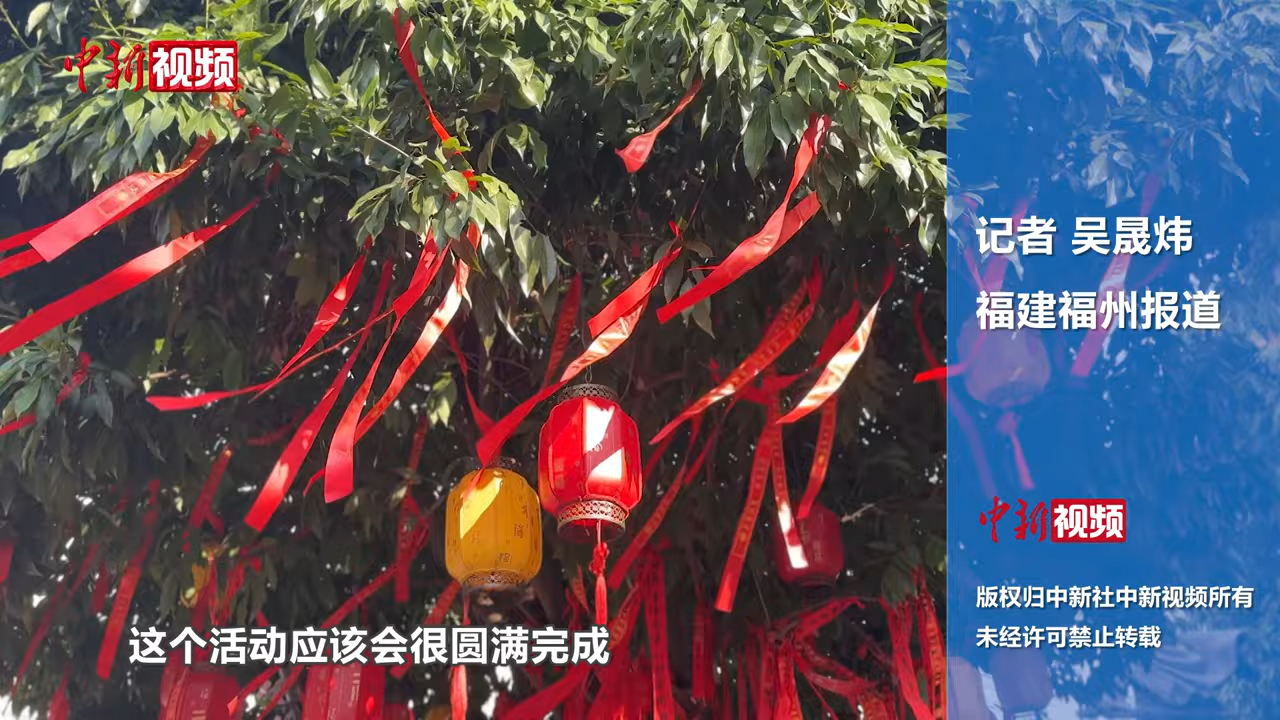 中新视频
记者 吴晟炜
福建福州报道
中新视频
版权归中新社中新视频所有
未经许可禁止转载
这个活动应该会很圆满完成